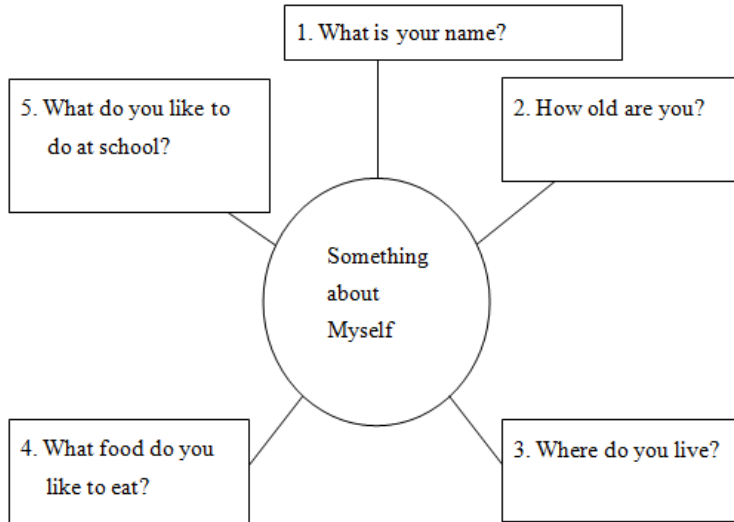 1. What is your name?
2. How old are you?
3. Where do you live?
4. What food do you
like to eat?
5. What do you like to
do at school?
Something
about
Myself